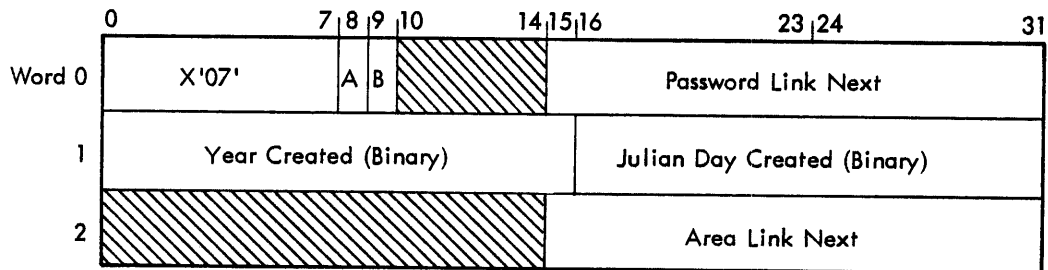 0 7 8 9 10 14 15 16 23 24 31
Word 0 X'07' A B Password Link Next
1 Year Created (Binary) Julian Day Created (Binary)
2 Area Link Next